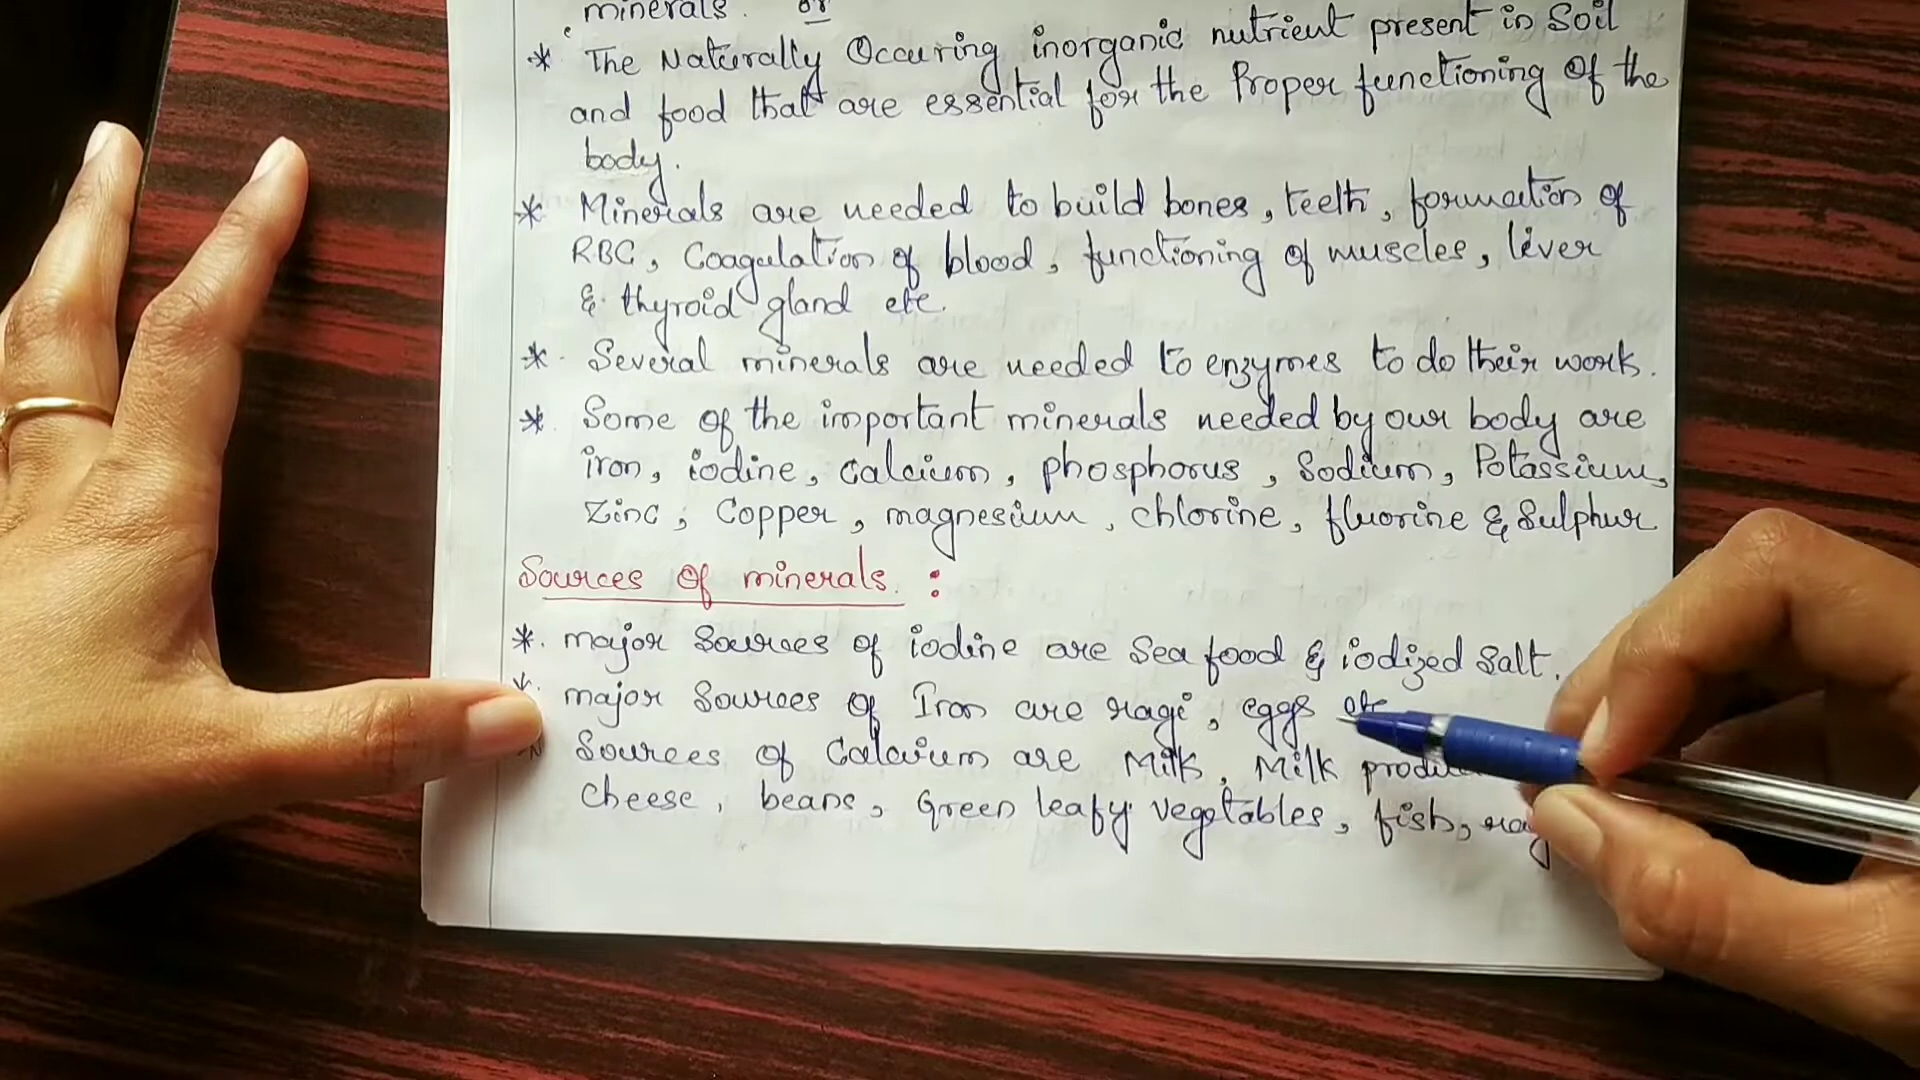 minerals. or
* The Naturally Occuring inorganic nutrient present in Soil
and food that are essential for the Proper functioning of the
body.
* Minerals are needed to build bones, teeth, formation of
RBC, Coagulation of blood, functioning of muscles, liver
& thyroid gland etc.
* Several minerals are needed to enzymes to do their work.
* Some of the important minerals needed by our body are
iron, iodine, calcium, phosphorus, Sodium, Potassium,
Zinc, Copper, magnesium, chlorine, fluorine & Sulphur
Sources of minerals :
*. major Sources of iodine are Sea food & iodized Salt.
*. major Sources of Iron are ragi, eggs etc
Sources of Calcium are Milk, Milk
Cheese, beans, Green leafy vegetables, fish,